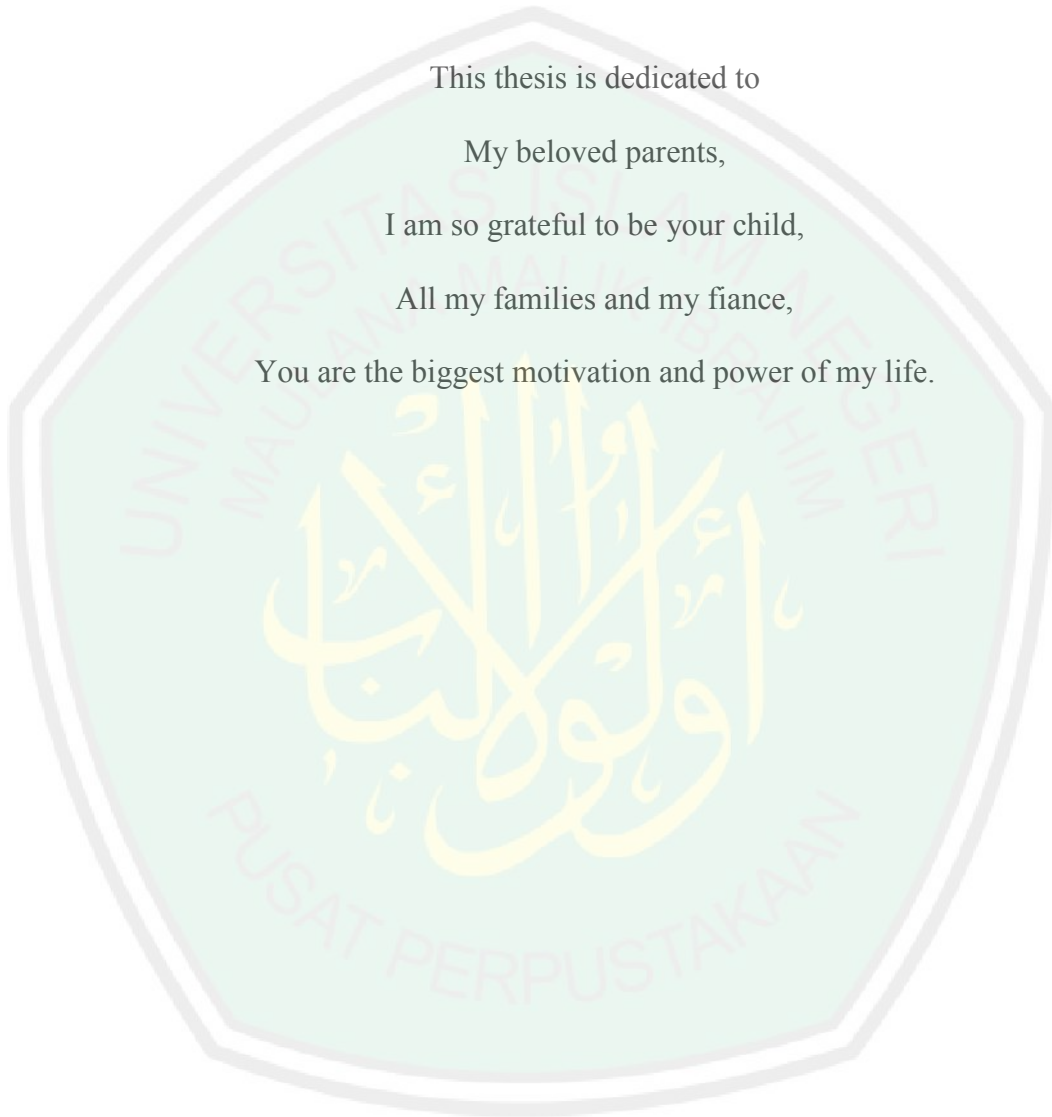 This thesis is dedicated to
My beloved parents,
I am so grateful to be your child,
All my families and my fiance,
You are the biggest motivation and power of my life.
UNIVERSITAS ISLAM NEGERI
MAULANA MALIK IBRAHIM
أولوا الألباب
PUSAT PERPUSTAKAAN